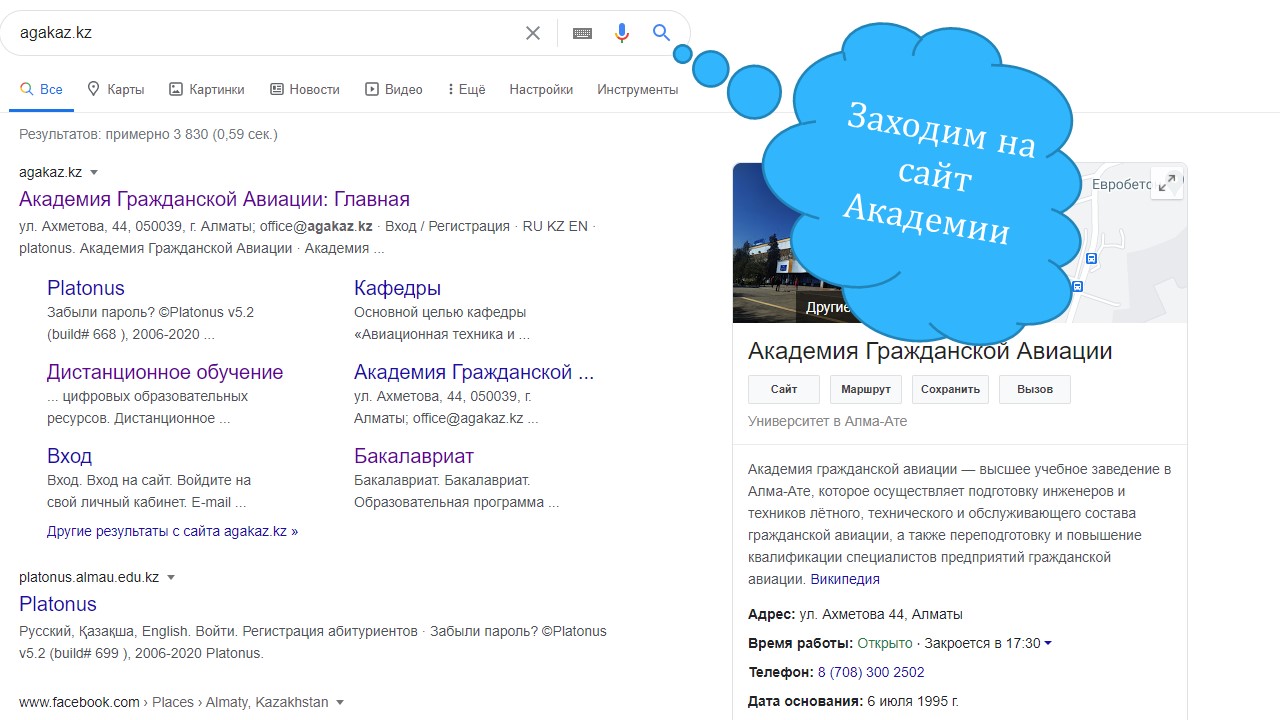 agakaz.kz
Все Карты Картинки Новости Видео Ещё Настройки Инструменты
Результатов: примерно 3 830 (0,59 сек.)
agakaz.kz
Академия Гражданской Авиации: Главная
ул. Ахметова, 44, 050039, г. Алматы; office@agakaz.kz · Вход / Регистрация · RU KZ EN ·
platonus. Академия Гражданской Авиации · Академия ...
Platonus
Забыли пароль? ©Platonus v5.2
(build# 668 ), 2006-2020 ...
Кафедры
Основной целью кафедры
«Авиационная техника и ...
Дистанционное обучение
... цифровых образовательных
ресурсов. Дистанционное ...
Академия Гражданской ...
ул. Ахметова, 44, 050039, г.
Алматы; office@agakaz.kz ...
Вход
Вход. Вход на сайт. Войдите на
свой личный кабинет. E-mail ...
Бакалавриат
Бакалавриат. Бакалавриат.
Образовательная программа ...
Другие результаты с сайта agakaz.kz »
platonus.almau.edu.kz
Platonus
Русский, Қазақша, English. Войти. Регистрация абитуриентов · Забыли пароль? ©Platonus
v5.2 (build# 699 ), 2006-2020 Platonus.
www.facebook.com › Places › Almaty, Kazakhstan
Заходим на
сайт
Академии
Евробетс
Другие
Академия Гражданской Авиации
Сайт Маршрут Сохранить Вызов
Университет в Алма-Ате
Академия гражданской авиации — высшее учебное заведение в
Алма-Ате, которое осуществляет подготовку инженеров и
техников лётного, технического и обслуживающего состава
гражданской авиации, а также переподготовку и повышение
квалификации специалистов предприятий гражданской
авиации. Википедия
Адрес: ул. Ахметова 44, Алматы
Время работы: Открыто · Закроется в 17:30
Телефон: 8 (708) 300 2502
Дата основания: 6 июля 1995 г.